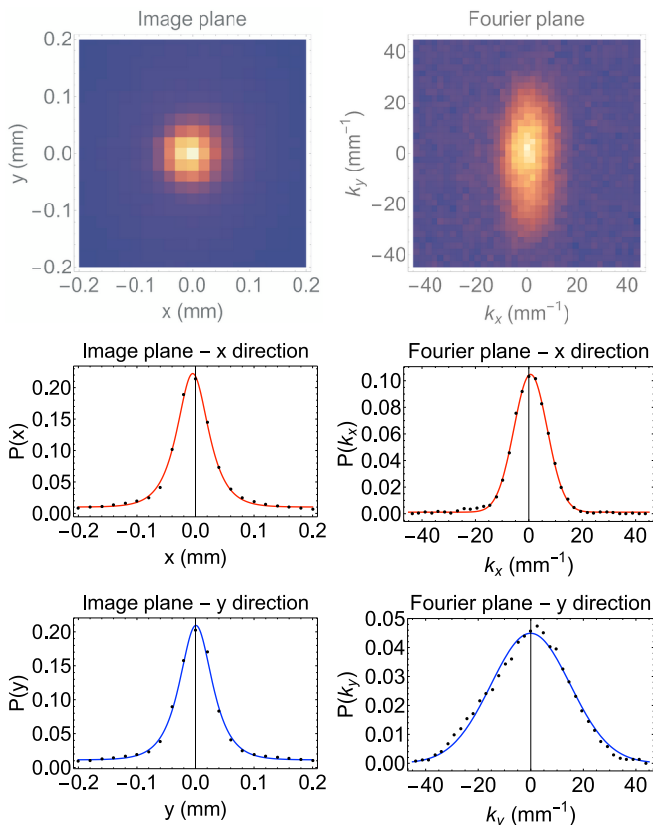 Image plane
Fourier plane
0.2
0.1
0.0
−0.1
−0.2
y (mm)
−0.2 −0.1 0.0 0.1 0.2
x (mm)
40
20
0
−20
−40
k_y (mm⁻¹)
−40 −20 0 20 40
k_x (mm⁻¹)
Image plane − x direction
0.20
0.15
0.10
0.05
0.00
P(x)
−0.2 −0.1 0.0 0.1 0.2
x (mm)
Fourier plane − x direction
0.10
0.08
0.06
0.04
0.02
0.00
P(k_x)
−40 −20 0 20 40
k_x (mm⁻¹)
Image plane − y direction
0.20
0.15
0.10
0.05
0.00
P(y)
−0.2 −0.1 0.0 0.1 0.2
y (mm)
Fourier plane − y direction
0.05
0.04
0.03
0.02
0.01
0.00
P(k_y)
−40 −20 0 20 40
k_y (mm⁻¹)